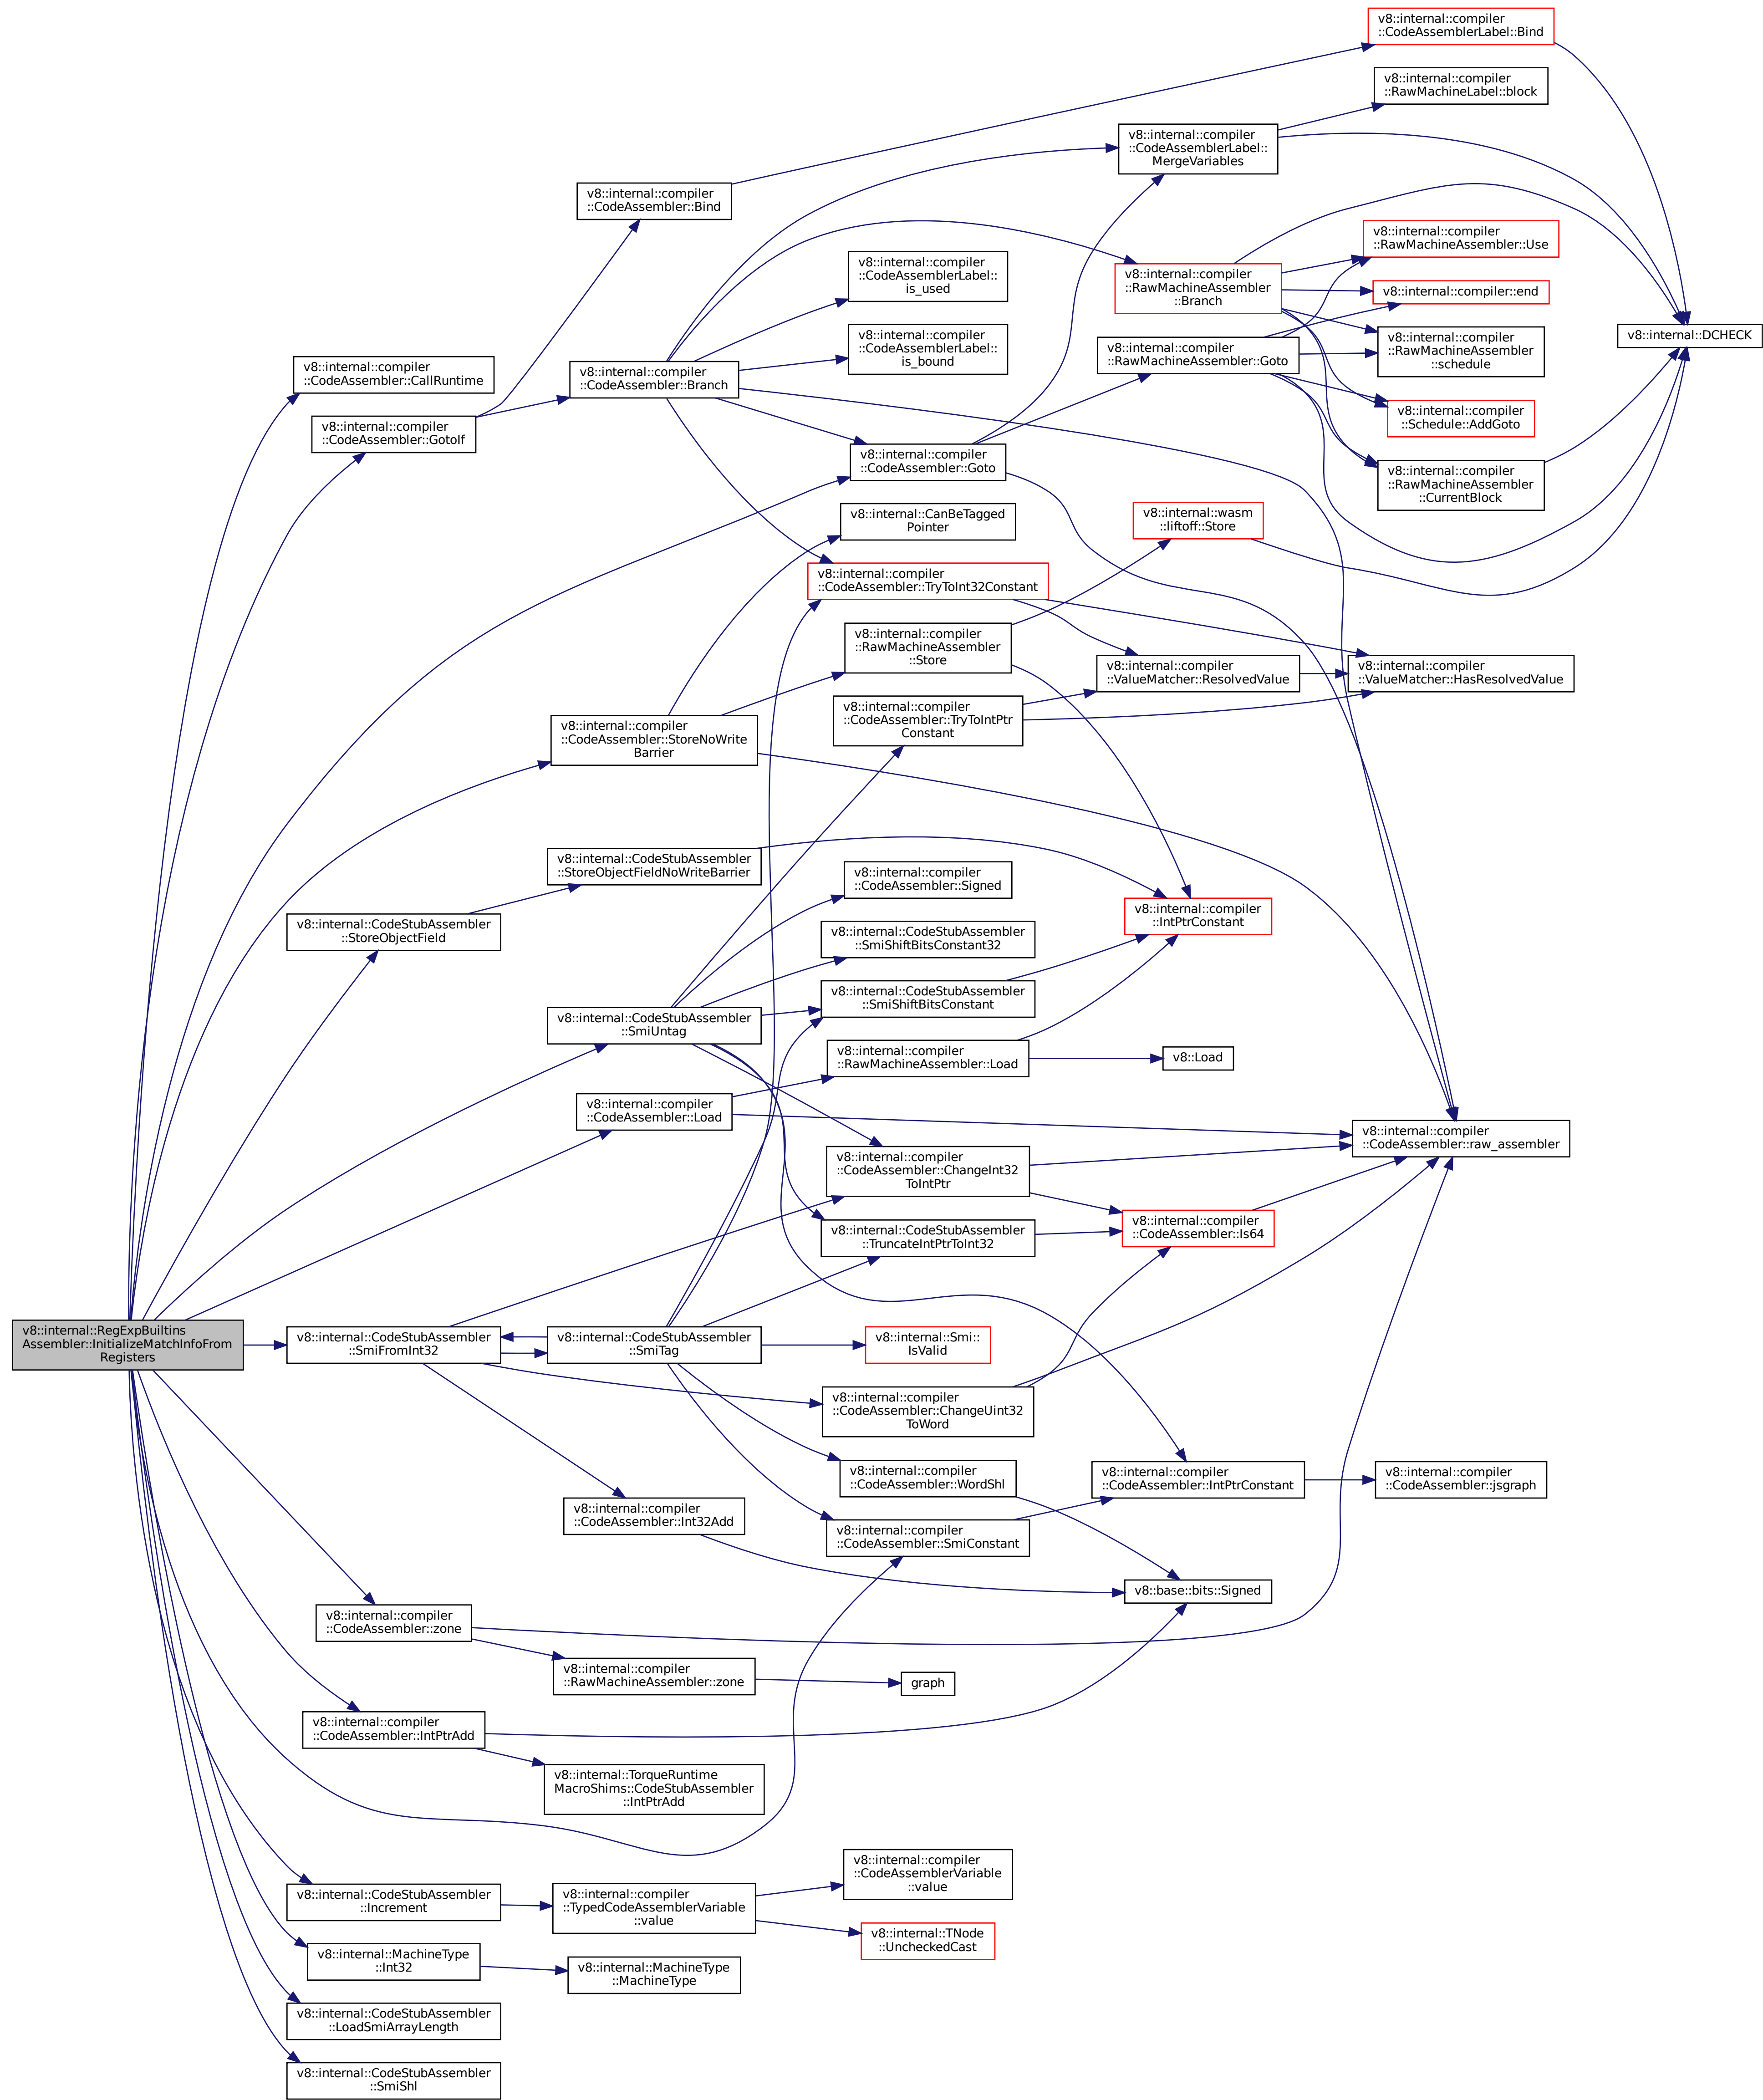 v8::internal::RegExpBuiltins
Assembler::InitializeMatchInfoFrom
Registers
v8::internal::compiler
::CodeAssembler::CallRuntime
v8::internal::compiler
::CodeAssembler::GotoIf
v8::internal::CodeStubAssembler
::StoreObjectField
v8::internal::CodeStubAssembler
::SmiFromInt32
v8::internal::compiler
::CodeAssembler::zone
v8::internal::compiler
::CodeAssembler::IntPtrAdd
v8::internal::CodeStubAssembler
::Increment
v8::internal::MachineType
::Int32
v8::internal::CodeStubAssembler
::LoadSmiArrayLength
v8::internal::CodeStubAssembler
::SmiShl
v8::internal::compiler
::CodeAssembler::Bind
v8::internal::compiler
::CodeAssembler::Branch
v8::internal::compiler
::CodeAssembler::StoreNoWrite
Barrier
v8::internal::CodeStubAssembler
::StoreObjectFieldNoWriteBarrier
v8::internal::CodeStubAssembler
::SmiUntag
v8::internal::compiler
::CodeAssembler::Load
v8::internal::CodeStubAssembler
::SmiTag
v8::internal::compiler
::CodeAssembler::Int32Add
v8::internal::compiler
::RawMachineAssembler::zone
v8::internal::TorqueRuntime
MacroShims::CodeStubAssembler
::IntPtrAdd
v8::internal::compiler
::TypedCodeAssemblerVariable
::value
v8::internal::MachineType
::MachineType
v8::internal::compiler
::CodeAssemblerLabel::
is_used
v8::internal::compiler
::CodeAssemblerLabel::
is_bound
v8::internal::compiler
::CodeAssembler::Goto
v8::internal::CanBeTagged
Pointer
v8::internal::compiler
::CodeAssembler::TryToInt32Constant
v8::internal::compiler
::RawMachineAssembler
::Store
v8::internal::compiler
::CodeAssembler::TryToIntPtr
Constant
v8::internal::compiler
::CodeAssembler::Signed
v8::internal::CodeStubAssembler
::SmiShiftBitsConstant32
v8::internal::CodeStubAssembler
::SmiShiftBitsConstant
v8::internal::compiler
::RawMachineAssembler::Load
v8::internal::compiler
::CodeAssembler::ChangeInt32
ToIntPtr
v8::internal::CodeStubAssembler
::TruncateIntPtrToInt32
v8::internal::Smi::
IsValid
v8::internal::compiler
::CodeAssembler::ChangeUint32
ToWord
v8::internal::compiler
::CodeAssembler::WordShl
v8::internal::compiler
::CodeAssembler::SmiConstant
graph
v8::internal::compiler
::CodeAssemblerVariable
::value
v8::internal::TNode
::UncheckedCast
v8::internal::compiler
::CodeAssemblerLabel::
MergeVariables
v8::internal::compiler
::RawMachineAssembler
::Branch
v8::internal::compiler
::RawMachineAssembler::Goto
v8::internal::wasm
::liftoff::Store
v8::internal::compiler
::ValueMatcher::ResolvedValue
v8::internal::compiler
::IntPtrConstant
v8::Load
v8::internal::compiler
::CodeAssembler::Is64
v8::internal::compiler
::CodeAssembler::IntPtrConstant
v8::base::bits::Signed
v8::internal::compiler
::CodeAssemblerLabel::Bind
v8::internal::compiler
::RawMachineLabel::block
v8::internal::compiler
::RawMachineAssembler::Use
v8::internal::compiler::end
v8::internal::compiler
::RawMachineAssembler
::schedule
v8::internal::compiler
::Schedule::AddGoto
v8::internal::compiler
::RawMachineAssembler
::CurrentBlock
v8::internal::compiler
::ValueMatcher::HasResolvedValue
v8::internal::compiler
::CodeAssembler::raw_assembler
v8::internal::compiler
::CodeAssembler::jsgraph
v8::internal::DCHECK